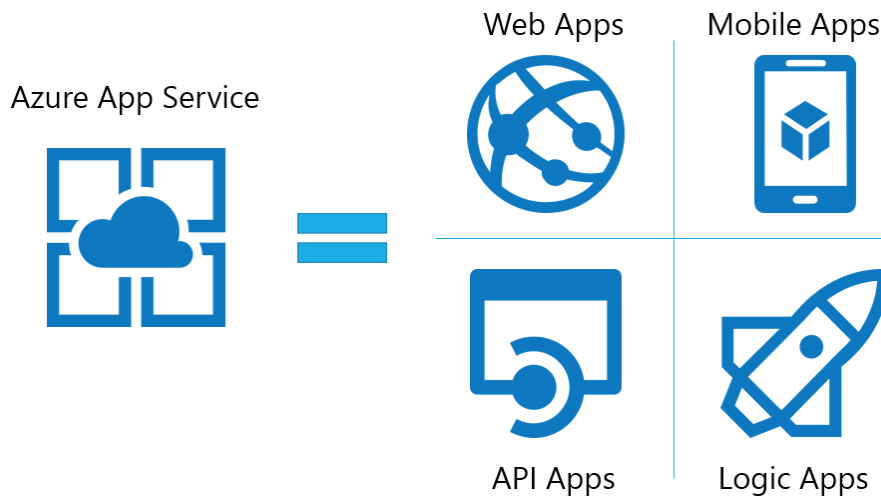 Web Apps
Mobile Apps
Azure App Service
API Apps
Logic Apps